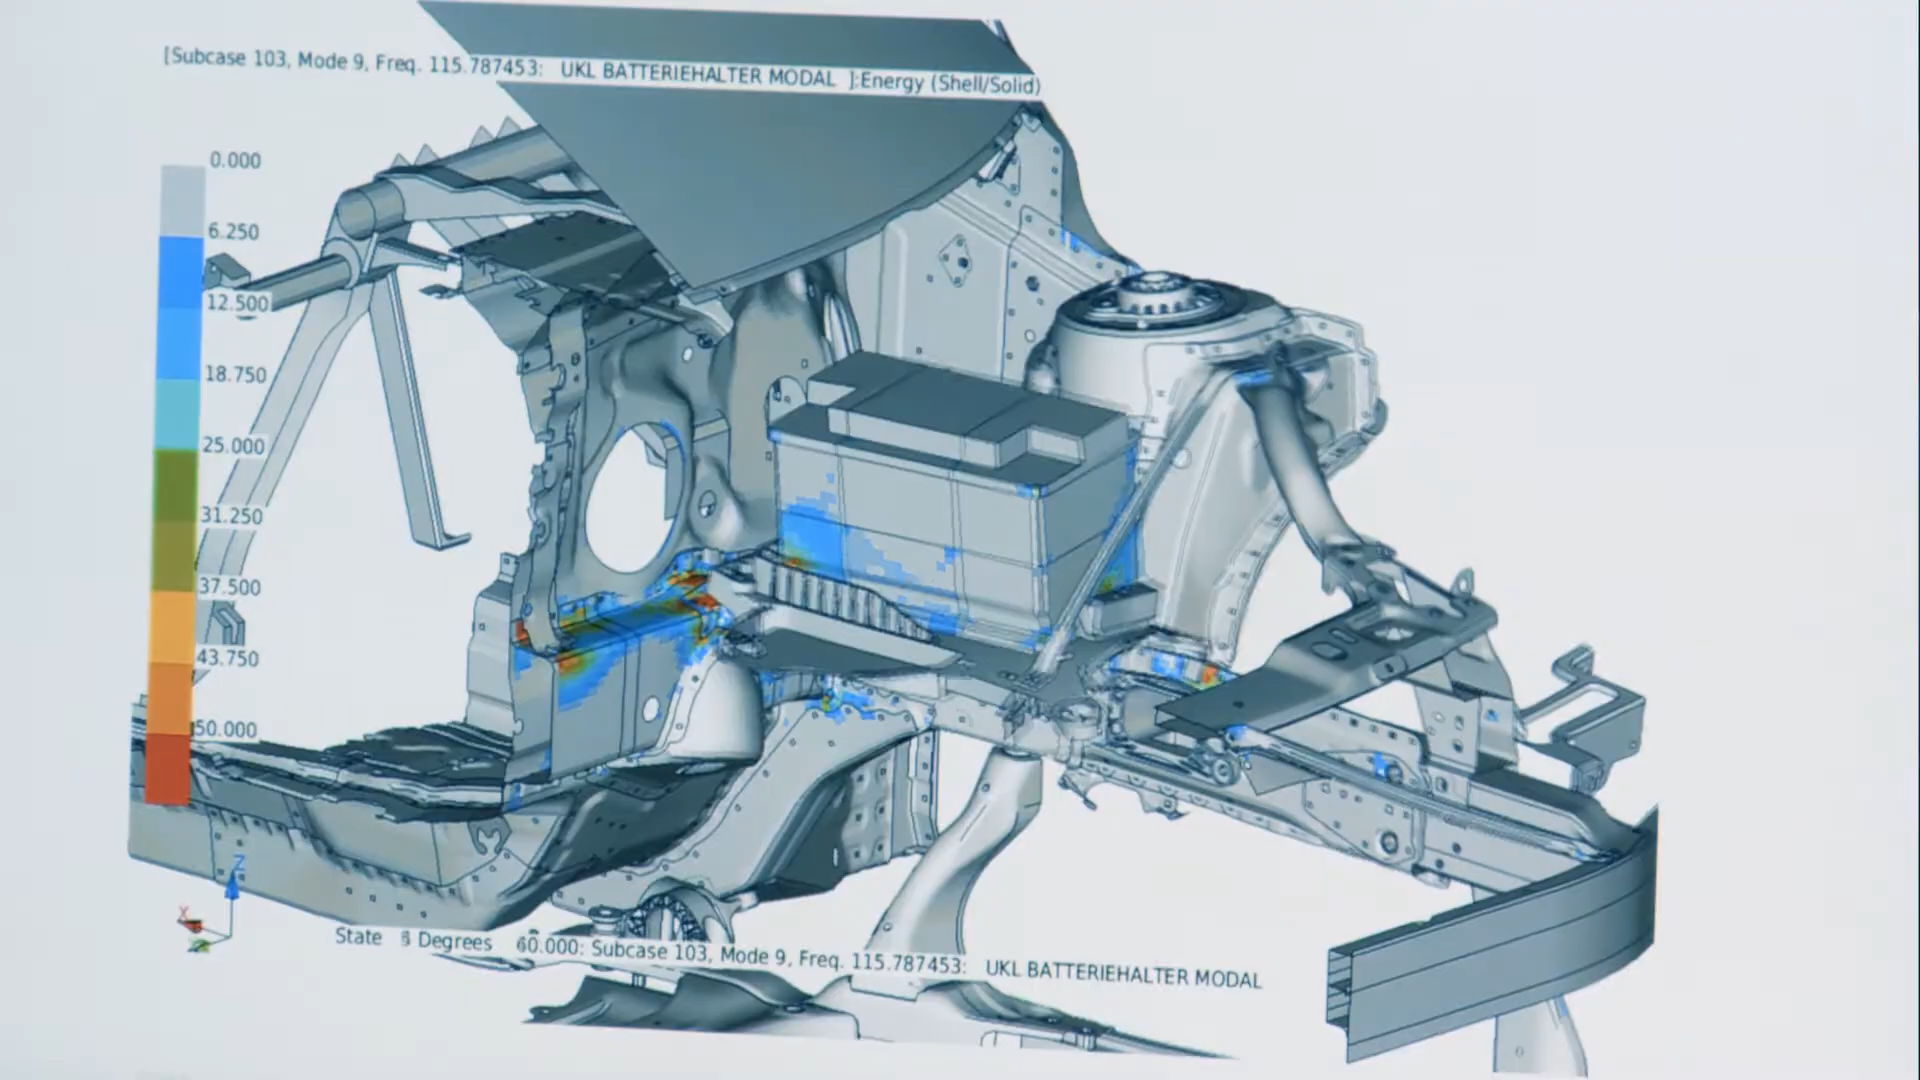 [Subcase 103, Mode 9, Freq. 115.787453: UKL BATTERIEHALTER MODAL ]:Energy (Shell/Solid)
0.000
6.250
12.500
18.750
25.000
31.250
37.500
43.750
50.000
Z
X
State Degrees 60.000: Subcase 103, Mode 9, Freq. 115.787453: UKL BATTERIEHALTER MODAL